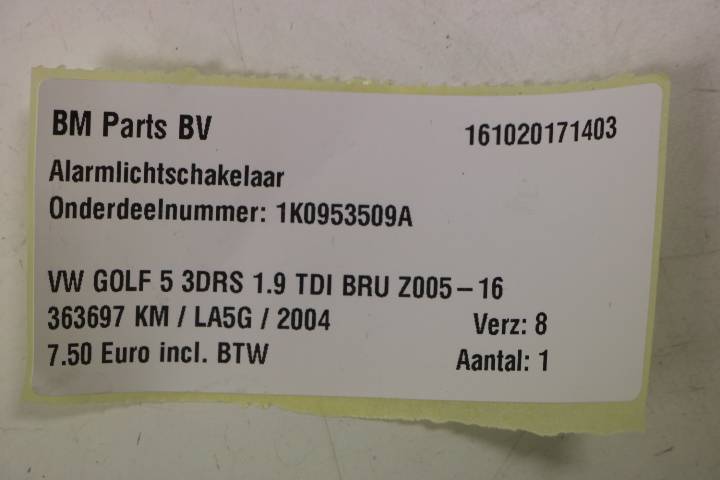 BM Parts BV 161020171403
Alarmlichtschakelaar
Onderdeelnummer: 1K0953509A
VW GOLF 5 3DRS 1.9 TDI BRU Z005-16
363697 KM / LA5G / 2004 Verz: 8
7.50 Euro incl. BTW Aantal: 1